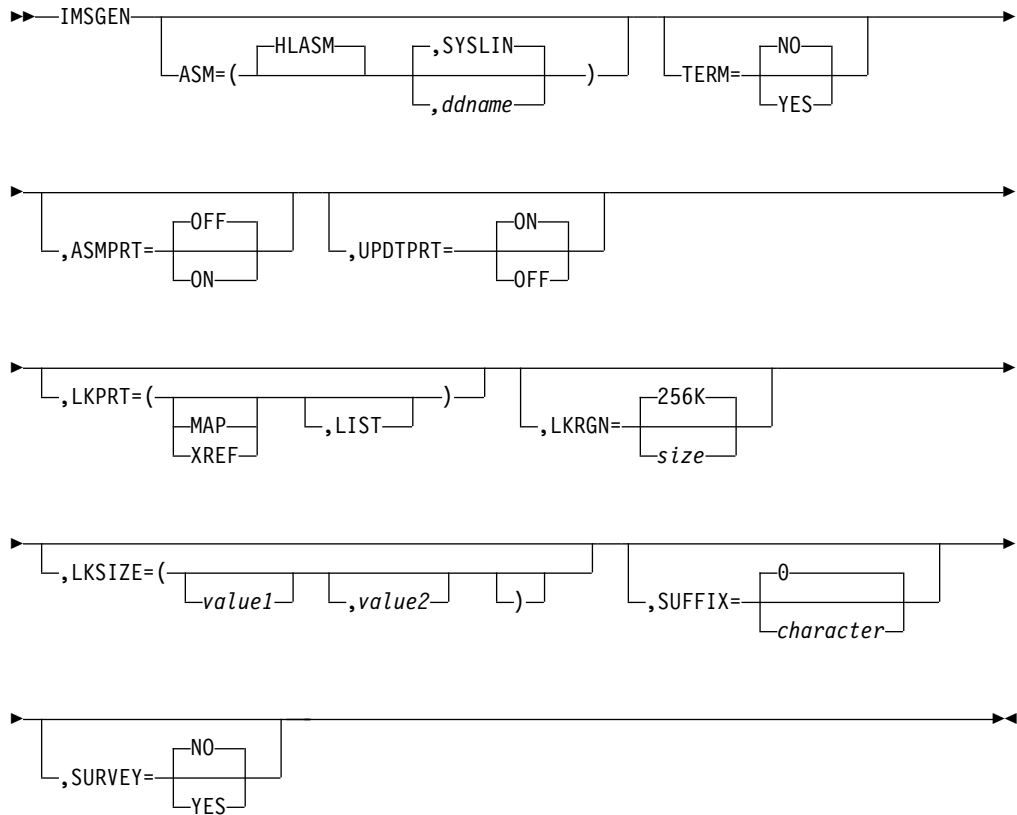 IMSGEN
HLASM ,SYSLIN NO
ASM=( ) TERM=
,ddname YES
OFF ON
,ASMPRT= ,UPDTPRT=
ON OFF
,LKPRT=( ) 256K
MAP ,LIST ,LKRGN=
XREF size
,LKSIZE=( 0
value1 ,value2 ) ,SUFFIX=
character
NO
,SURVEY=
YES